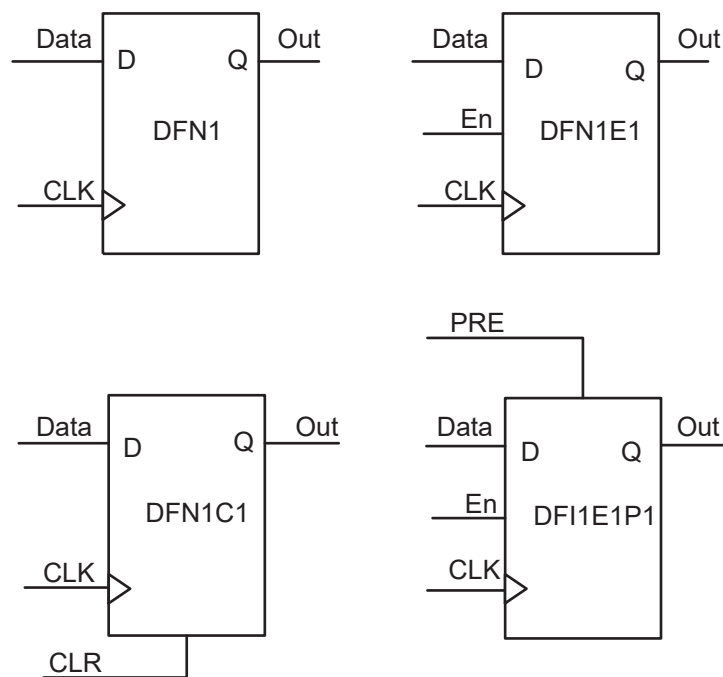 Data
Out
D
Q
DFN1
CLK
Data
Out
D
Q
En
DFN1E1
CLK
Data
Out
D
Q
DFN1C1
CLK
CLR
PRE
Data
Out
D
Q
En
DFI1E1P1
CLK